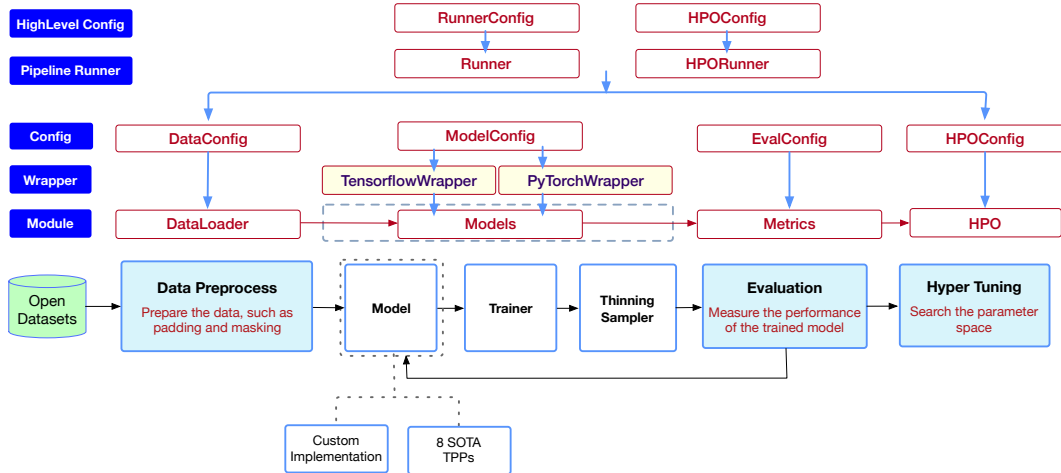 HighLevel Config
RunnerConfig
HPOConfig
Pipeline Runner
Runner
HPORunner
Config
DataConfig
ModelConfig
EvalConfig
HPOConfig
Wrapper
TensorflowWrapper
PyTorchWrapper
Module
DataLoader
Models
Metrics
HPO
Open
Datasets
Data Preprocess
Prepare the data, such as
padding and masking
Model
Trainer
Thinning
Sampler
Evaluation
Measure the performance
of the trained model
Hyper Tuning
Search the parameter
space
Custom
Implementation
8 SOTA
TPPs